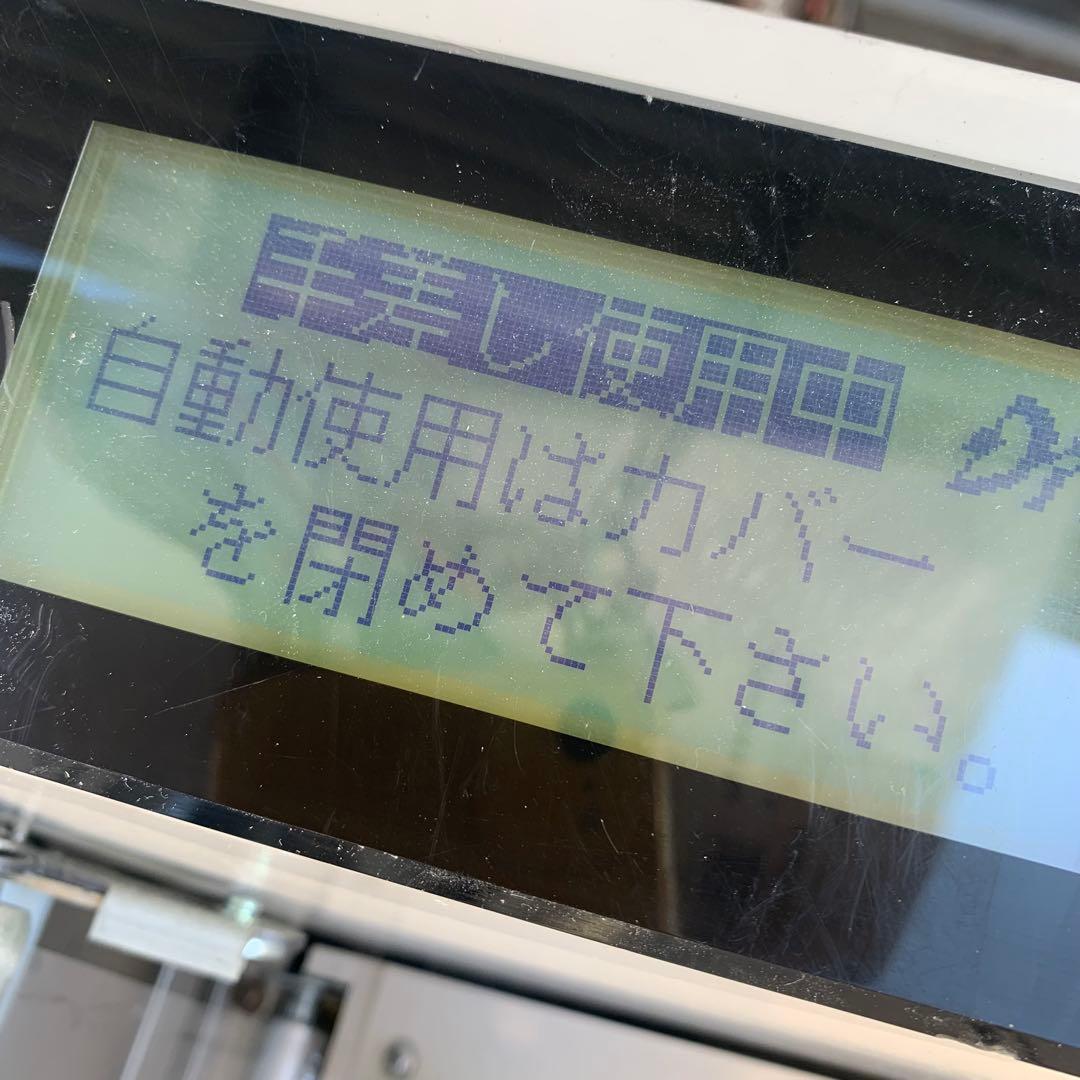 手差し使用中
自動使用はカバー
を閉めて下さい。